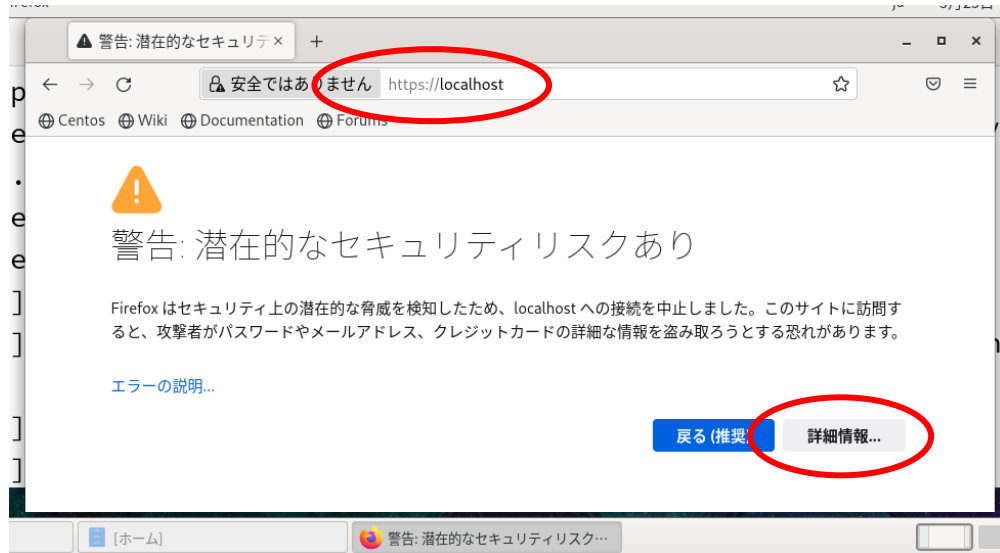 警告: 潜在的なセキュリテ
安全ではありません https://localhost
Centos Wiki Documentation Forums
警告: 潜在的なセキュリティリスクあり
Firefox はセキュリティ上の潜在的な脅威を検知したため、localhost への接続を中止しました。このサイトに訪問す
ると、攻撃者がパスワードやメールアドレス、クレジットカードの詳細な情報を盗み取ろうとする恐れがあります。
エラーの説明...
戻る (推奨) 詳細情報...
[ホーム] 警告: 潜在的なセキュリティリスク…